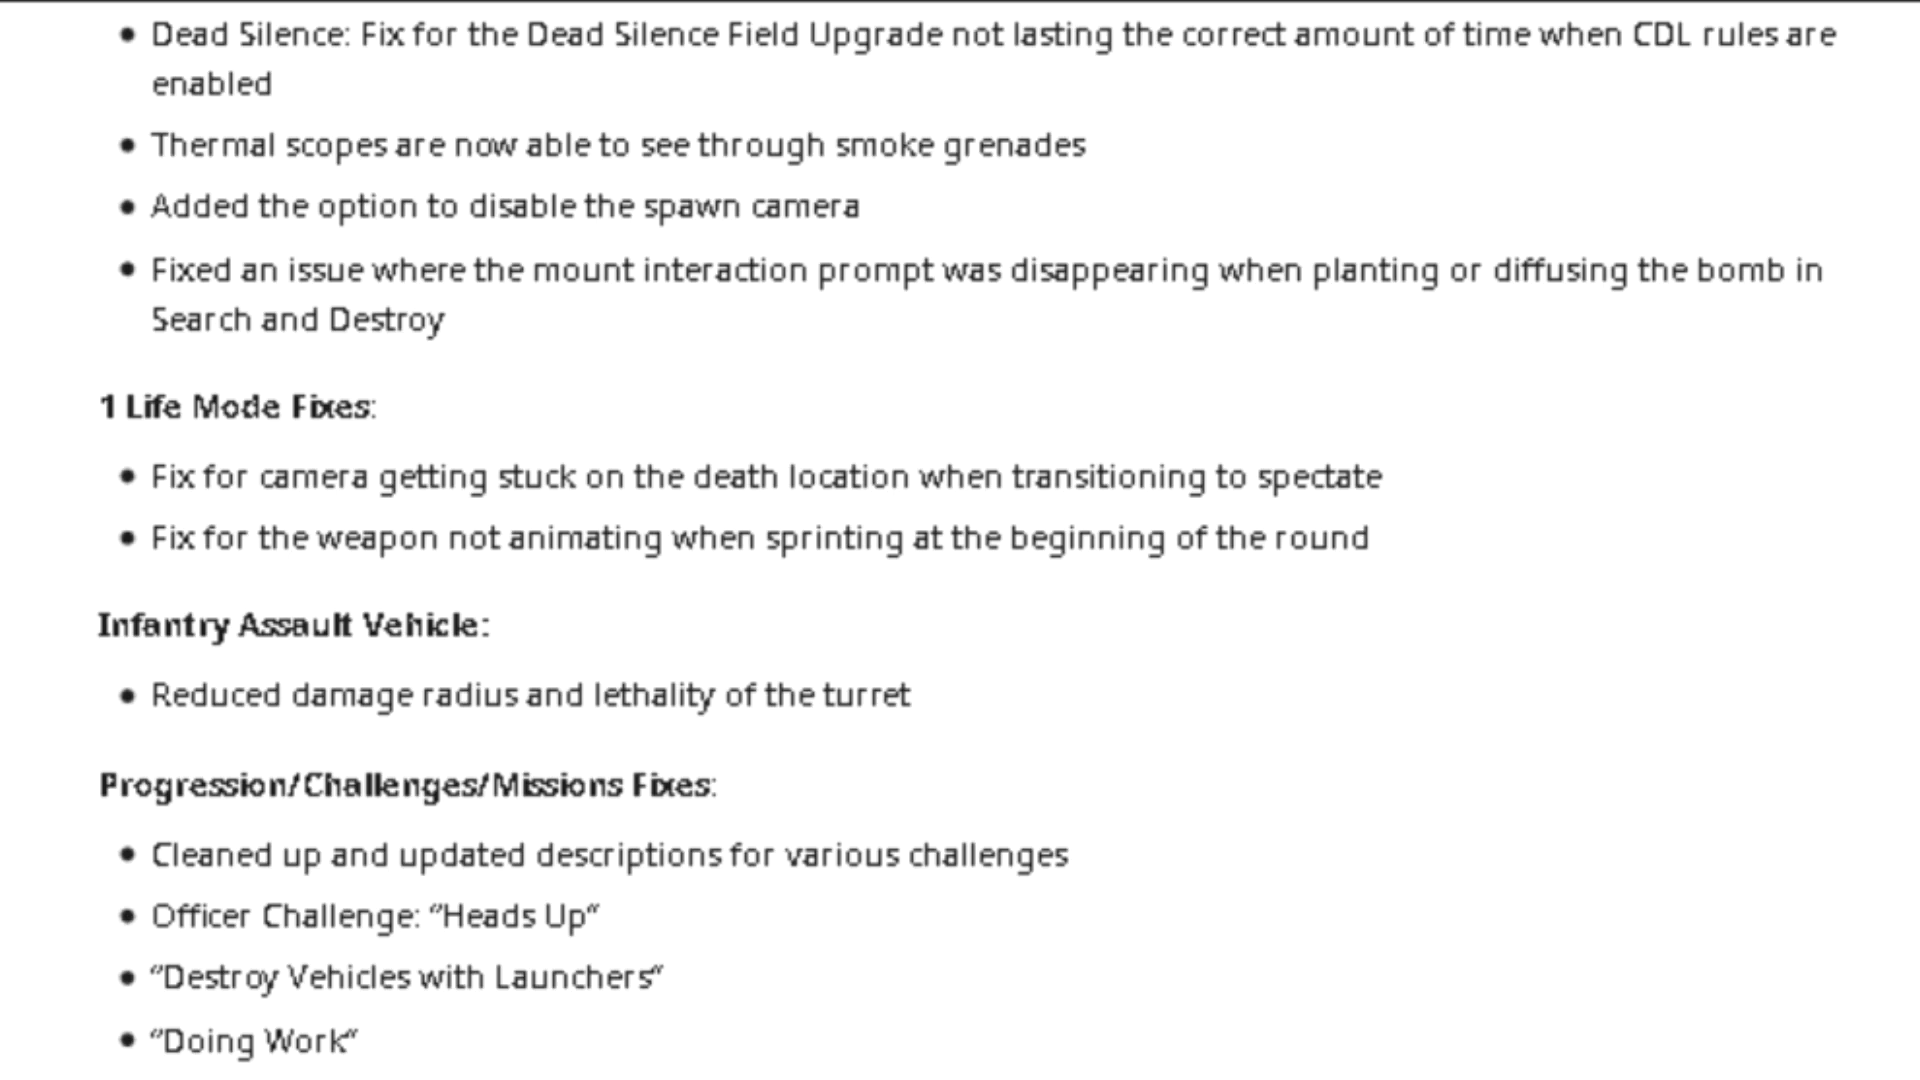 • Dead Silence: Fix for the Dead Silence Field Upgrade not lasting the correct amount of time when CDL rules are
enabled
• Thermal scopes are now able to see through smoke grenades
• Added the option to disable the spawn camera
• Fixed an issue where the mount interaction prompt was disappearing when planting or diffusing the bomb in
Search and Destroy
1 Life Mode Fixes:
• Fix for camera getting stuck on the death location when transitioning to spectate
• Fix for the weapon not animating when sprinting at the beginning of the round
Infantry Assault Vehicle:
• Reduced damage radius and lethality of the turret
Progression/Challenges/Missions Fixes:
• Cleaned up and updated descriptions for various challenges
• Officer Challenge: “Heads Up“
• “Destroy Vehicles with Launchers“
• “Doing Work“